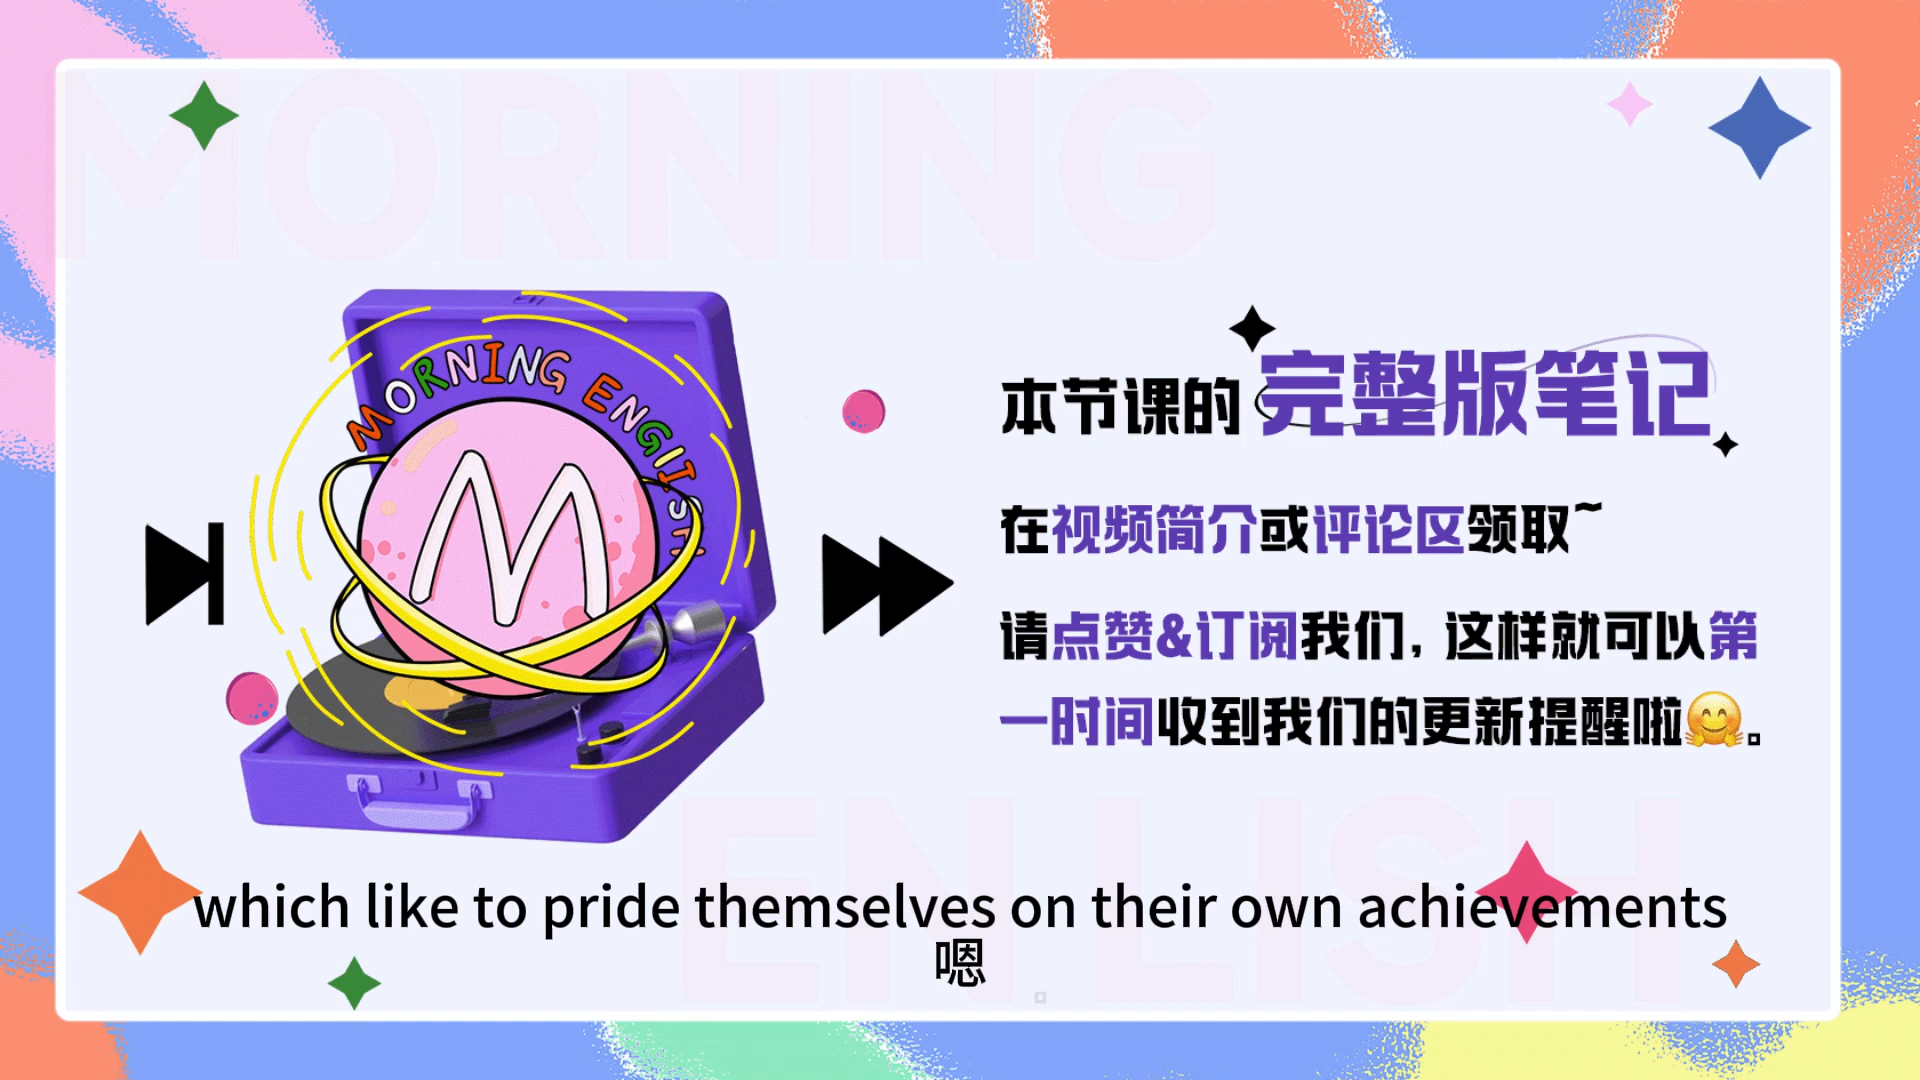 MORNING
MORNING ENGLISH
M
本节课的完整版笔记
在视频简介或评论区领取~
请点赞&订阅我们，这样就可以第
一时间收到我们的更新提醒啦🤗。
EN LISH
which like to pride themselves on their own achievements
嗯